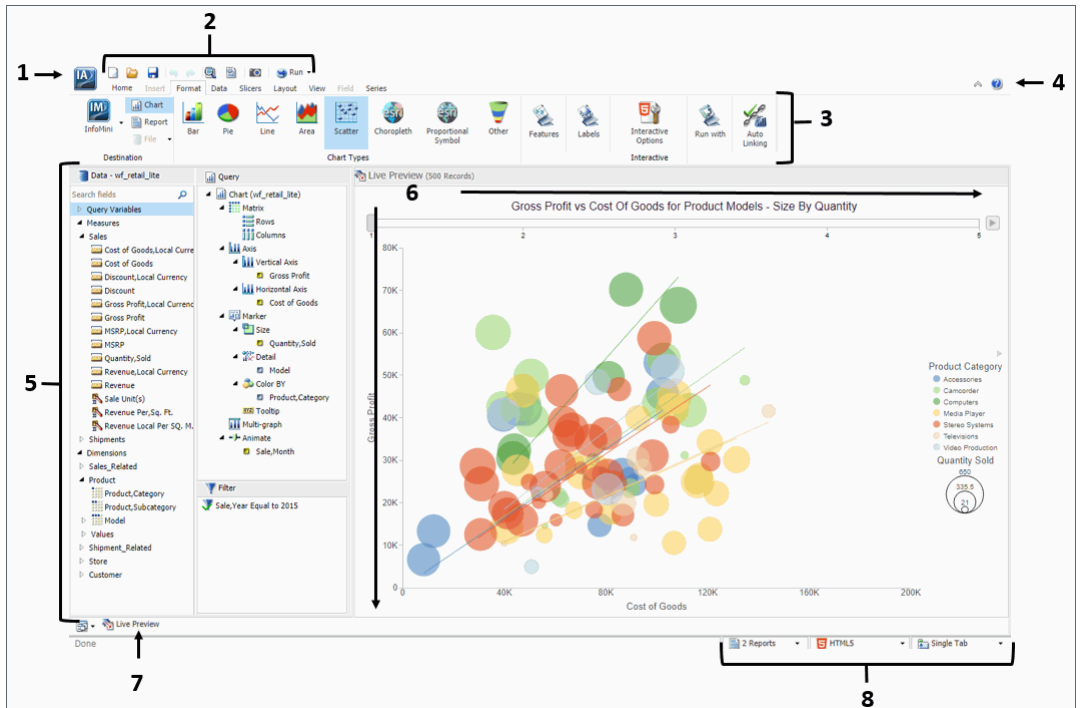 2
1
IA
Run
4
Home Insert Format Data Slicers Layout View Field Series
3
IM
InfoMini
Chart
Report
File
Bar Pie Line Area Scatter Choropleth Proportional Symbol Other Features Labels Interactive Options Run with Auto Linking
Destination Chart Types Interactive
Data - wf_retail_lite
Search fields
Query Variables
Measures
Sales
Cost of Goods,Local Curre
Cost of Goods
Discount,Local Currency
Discount
Gross Profit,Local Currenc
Gross Profit
MSRP,Local Currency
MSRP
Quantity,Sold
Revenue,Local Currency
Revenue
Sale Unit(s)
Revenue Per,Sq. Ft.
Revenue Local Per SQ. M.
Shipments
Dimensions
Sales_Related
Product
Product,Category
Product,Subcategory
Model
Values
Shipment_Related
Store
Customer
5
Query
Chart (wf_retail_lite)
Matrix
Rows
Columns
Axis
Vertical Axis
Gross Profit
Horizontal Axis
Cost of Goods
Marker
Size
Quantity,Sold
Detail
Model
Color BY
Product,Category
Tooltip
Multi-graph
Animate
Sale,Month
Filter
Sale,Year Equal to 2015
Live Preview (500 Records)
6
Gross Profit vs Cost Of Goods for Product Models - Size By Quantity
1 2 3 4 5
80K
70K
60K
50K
40K
30K
20K
10K
0
Gross Profit
0 40K 80K 120K 160K 200K
Cost of Goods
Product Category
Accessories
Camcorder
Computers
Media Player
Stereo Systems
Televisions
Video Production
Quantity Sold
650
335.5
21
Live Preview
Done
2 Reports HTML5 Single Tab
7
8